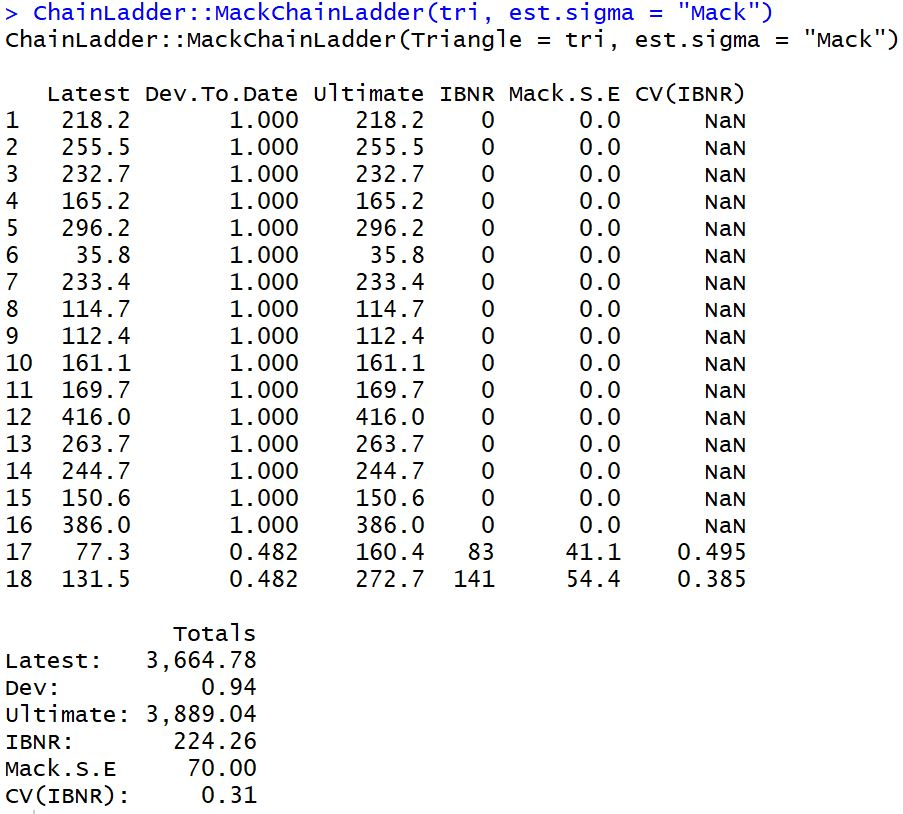 > ChainLadder::MackChainLadder(tri, est.sigma = "Mack")
ChainLadder::MackChainLadder(Triangle = tri, est.sigma = "Mack")
Latest Dev.To.Date Ultimate IBNR Mack.S.E CV(IBNR)
1 218.2 1.000 218.2 0 0.0 NaN
2 255.5 1.000 255.5 0 0.0 NaN
3 232.7 1.000 232.7 0 0.0 NaN
4 165.2 1.000 165.2 0 0.0 NaN
5 296.2 1.000 296.2 0 0.0 NaN
6 35.8 1.000 35.8 0 0.0 NaN
7 233.4 1.000 233.4 0 0.0 NaN
8 114.7 1.000 114.7 0 0.0 NaN
9 112.4 1.000 112.4 0 0.0 NaN
10 161.1 1.000 161.1 0 0.0 NaN
11 169.7 1.000 169.7 0 0.0 NaN
12 416.0 1.000 416.0 0 0.0 NaN
13 263.7 1.000 263.7 0 0.0 NaN
14 244.7 1.000 244.7 0 0.0 NaN
15 150.6 1.000 150.6 0 0.0 NaN
16 386.0 1.000 386.0 0 0.0 NaN
17 77.3 0.482 160.4 83 41.1 0.495
18 131.5 0.482 272.7 141 54.4 0.385
Totals
Latest: 3,664.78
Dev: 0.94
Ultimate: 3,889.04
IBNR: 224.26
Mack.S.E 70.00
CV(IBNR): 0.31